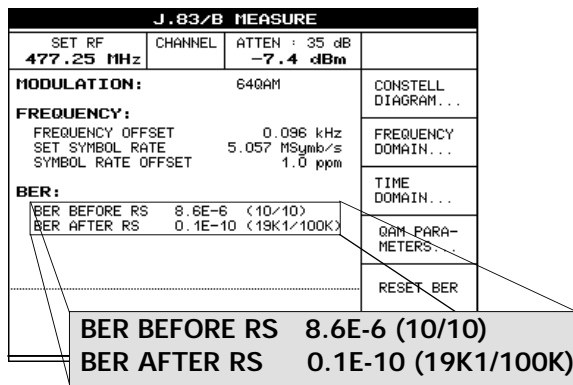 J.83/B MEASURE
SET RF
477.25 MHz
CHANNEL
ATTEN : 35 dB
-7.4 dBm
MODULATION: 64QAM
FREQUENCY:
FREQUENCY OFFSET 0.096 kHz
SET SYMBOL RATE 5.057 MSymb/s
SYMBOL RATE OFFSET 1.0 ppm
BER:
BER BEFORE RS 8.6E-6 (10/10)
BER AFTER RS 0.1E-10 (19K1/100K)
CONSTELL
DIAGRAM...
FREQUENCY
DOMAIN...
TIME
DOMAIN...
QAM PARA-
METERS...
RESET BER
BER BEFORE RS 8.6E-6 (10/10)
BER AFTER RS 0.1E-10 (19K1/100K)